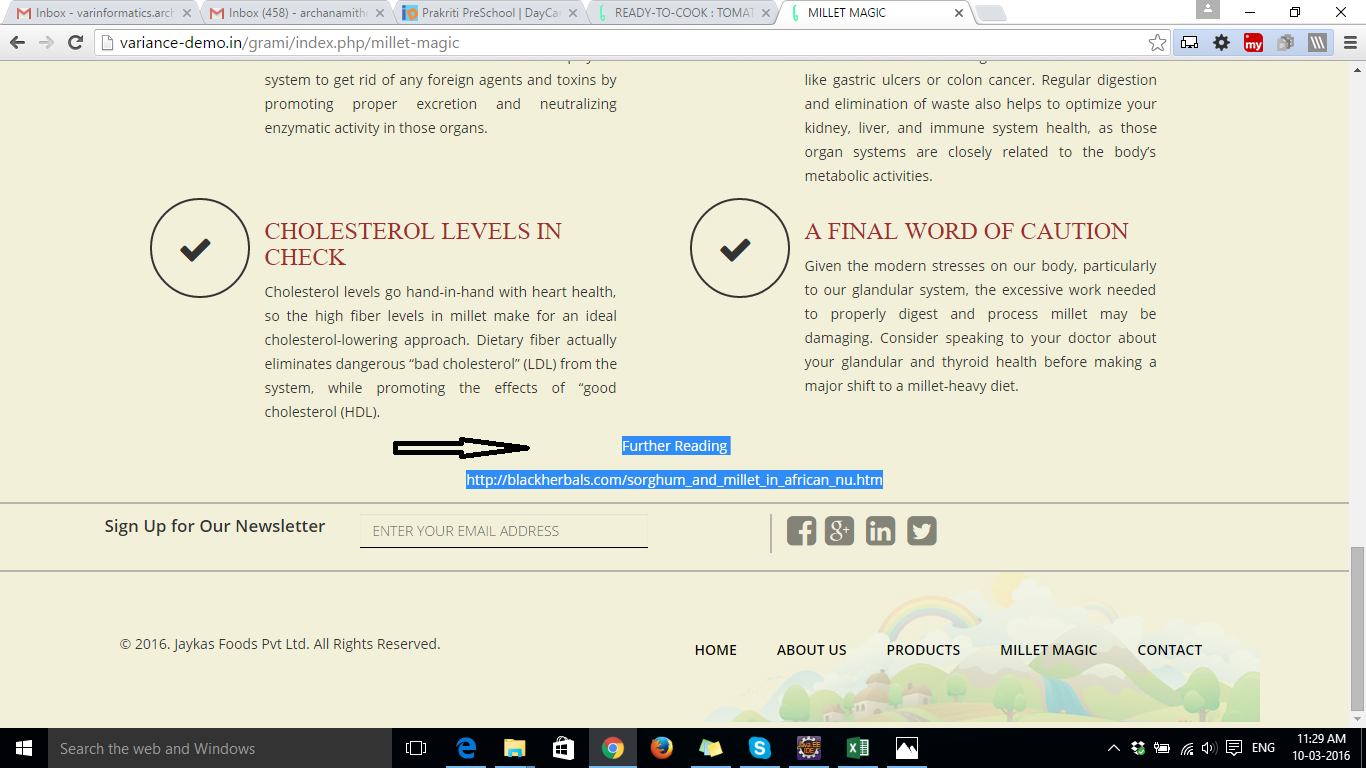 Inbox - varinformatics.arch
Inbox (458) - archanamith
Prakriti PreSchool | DayCa
READY-TO-COOK : TOMAT
MILLET MAGIC
variance-demo.in/grami/index.php/millet-magic
my
system to get rid of any foreign agents and toxins by
promoting proper excretion and neutralizing
enzymatic activity in those organs.
like gastric ulcers or colon cancer. Regular digestion
and elimination of waste also helps to optimize your
kidney, liver, and immune system health, as those
organ systems are closely related to the body’s
metabolic activities.
CHOLESTEROL LEVELS IN
CHECK
Cholesterol levels go hand-in-hand with heart health,
so the high fiber levels in millet make for an ideal
cholesterol-lowering approach. Dietary fiber actually
eliminates dangerous “bad cholesterol” (LDL) from the
system, while promoting the effects of “good
cholesterol (HDL).
A FINAL WORD OF CAUTION
Given the modern stresses on our body, particularly
to our glandular system, the excessive work needed
to properly digest and process millet may be
damaging. Consider speaking to your doctor about
your glandular and thyroid health before making a
major shift to a millet-heavy diet.
Further Reading
http://blackherbals.com/sorghum_and_millet_in_african_nu.htm
Sign Up for Our Newsletter
ENTER YOUR EMAIL ADDRESS
© 2016. Jaykas Foods Pvt Ltd. All Rights Reserved.
HOME ABOUT US PRODUCTS MILLET MAGIC CONTACT
Search the web and Windows
ENG
11:29 AM
10-03-2016